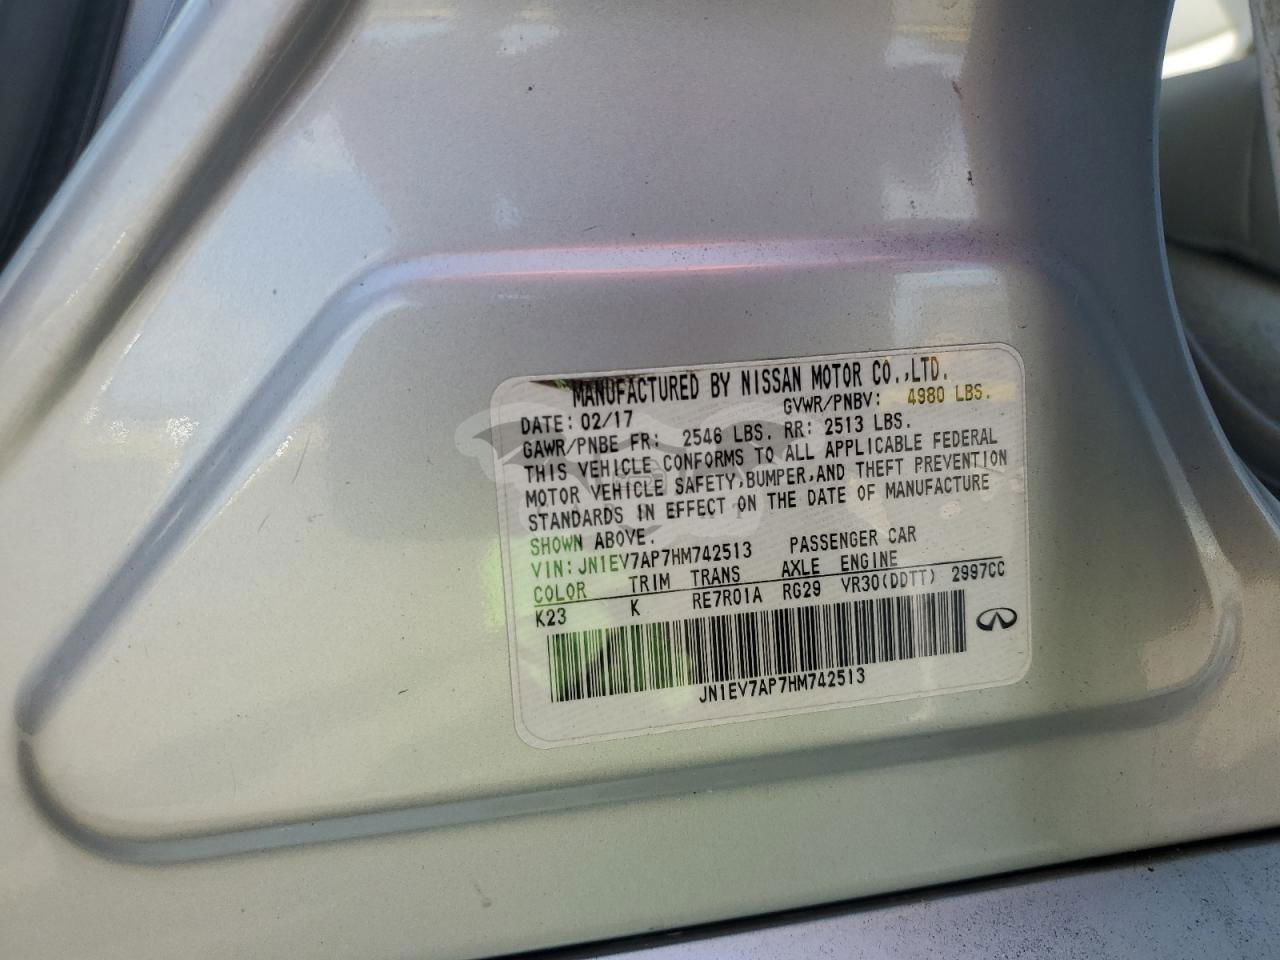 MANUFACTURED BY NISSAN MOTOR CO.,LTD.
DATE: 02/17 GVWR/PNBV: 4980 LBS.
GAWR/PNBE FR: 2546 LBS. RR: 2513 LBS.
THIS VEHICLE CONFORMS TO ALL APPLICABLE FEDERAL
MOTOR VEHICLE SAFETY,BUMPER,AND THEFT PREVENTION
STANDARDS IN EFFECT ON THE DATE OF MANUFACTURE
SHOWN ABOVE.
VIN:JN1EV7AP7HM742513 PASSENGER CAR
COLOR TRIM TRANS AXLE ENGINE
K23 K RE7R01A RG29 VR30(DDTT) 2997CC
JN1EV7AP7HM742513